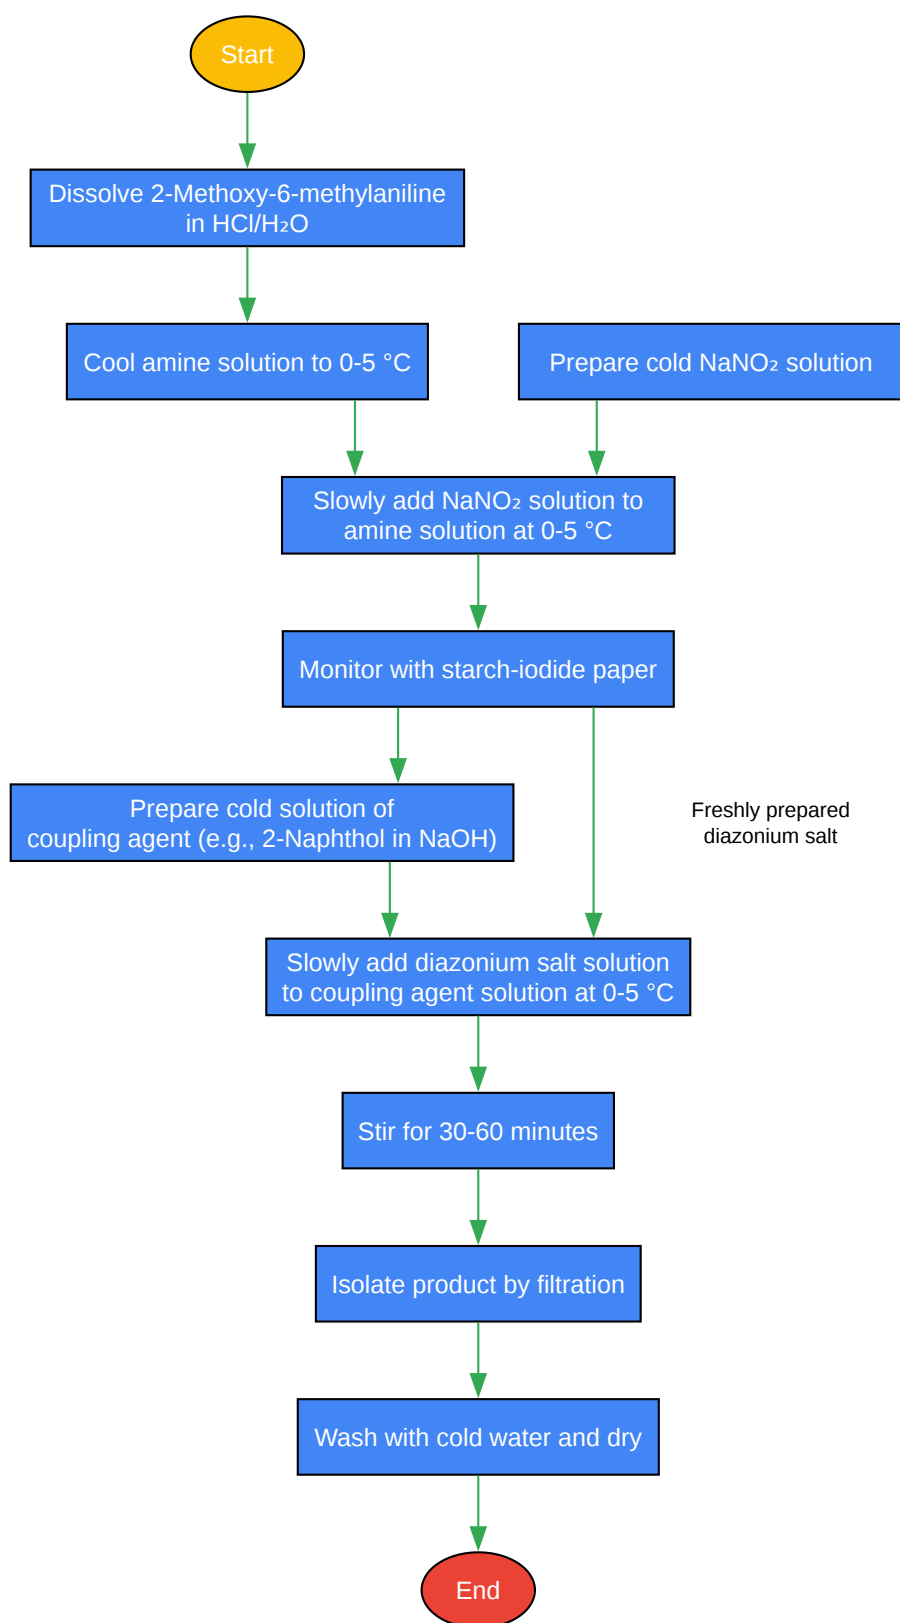 Start
Dissolve 2-Methoxy-6-methylaniline
in HCl/H₂O
Cool amine solution to 0-5 °C
Prepare cold NaNO₂ solution
Slowly add NaNO₂ solution to
amine solution at 0-5 °C
Monitor with starch-iodide paper
Prepare cold solution of
coupling agent (e.g., 2-Naphthol in NaOH)
Freshly prepared
diazonium salt
Slowly add diazonium salt solution
to coupling agent solution at 0-5 °C
Stir for 30-60 minutes
Isolate product by filtration
Wash with cold water and dry
End